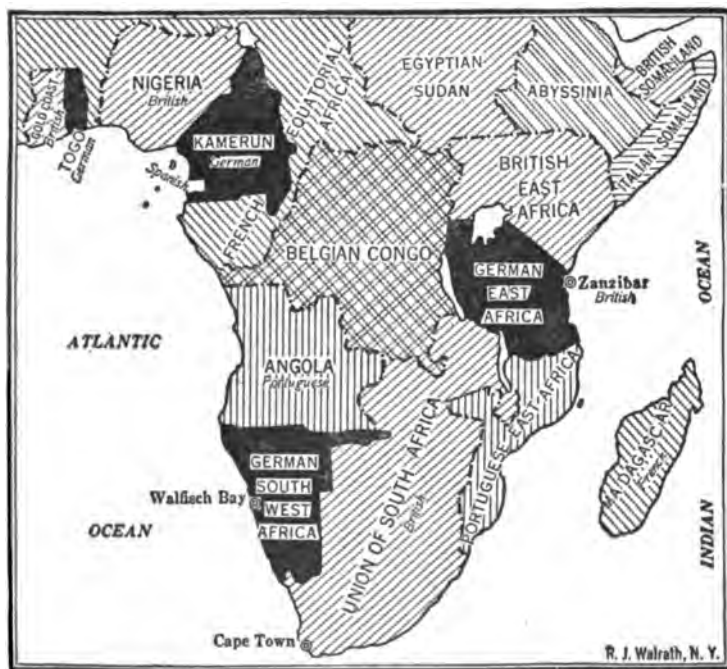 NIGERIA
British
GOLD COAST
British
TOGO
German
KAMERUN
German
Spanish
FRENCH
EQUATORIAL
AFRICA
EGYPTIAN
SUDAN
ABYSSINIA
BRITISH
SOMALILAND
ITALIAN SOMALILAND
BRITISH
EAST
AFRICA
BELGIAN CONGO
GERMAN
EAST
AFRICA
Zanzibar
British
OCEAN
INDIAN
ATLANTIC
OCEAN
ANGOLA
Portuguese
PORTUGUESE EAST AFRICA
MADAGASCAR
French
GERMAN
SOUTH
WEST
AFRICA
Walfisch Bay
UNION OF SOUTH AFRICA
British
Cape Town
R. J. Walrath, N. Y.